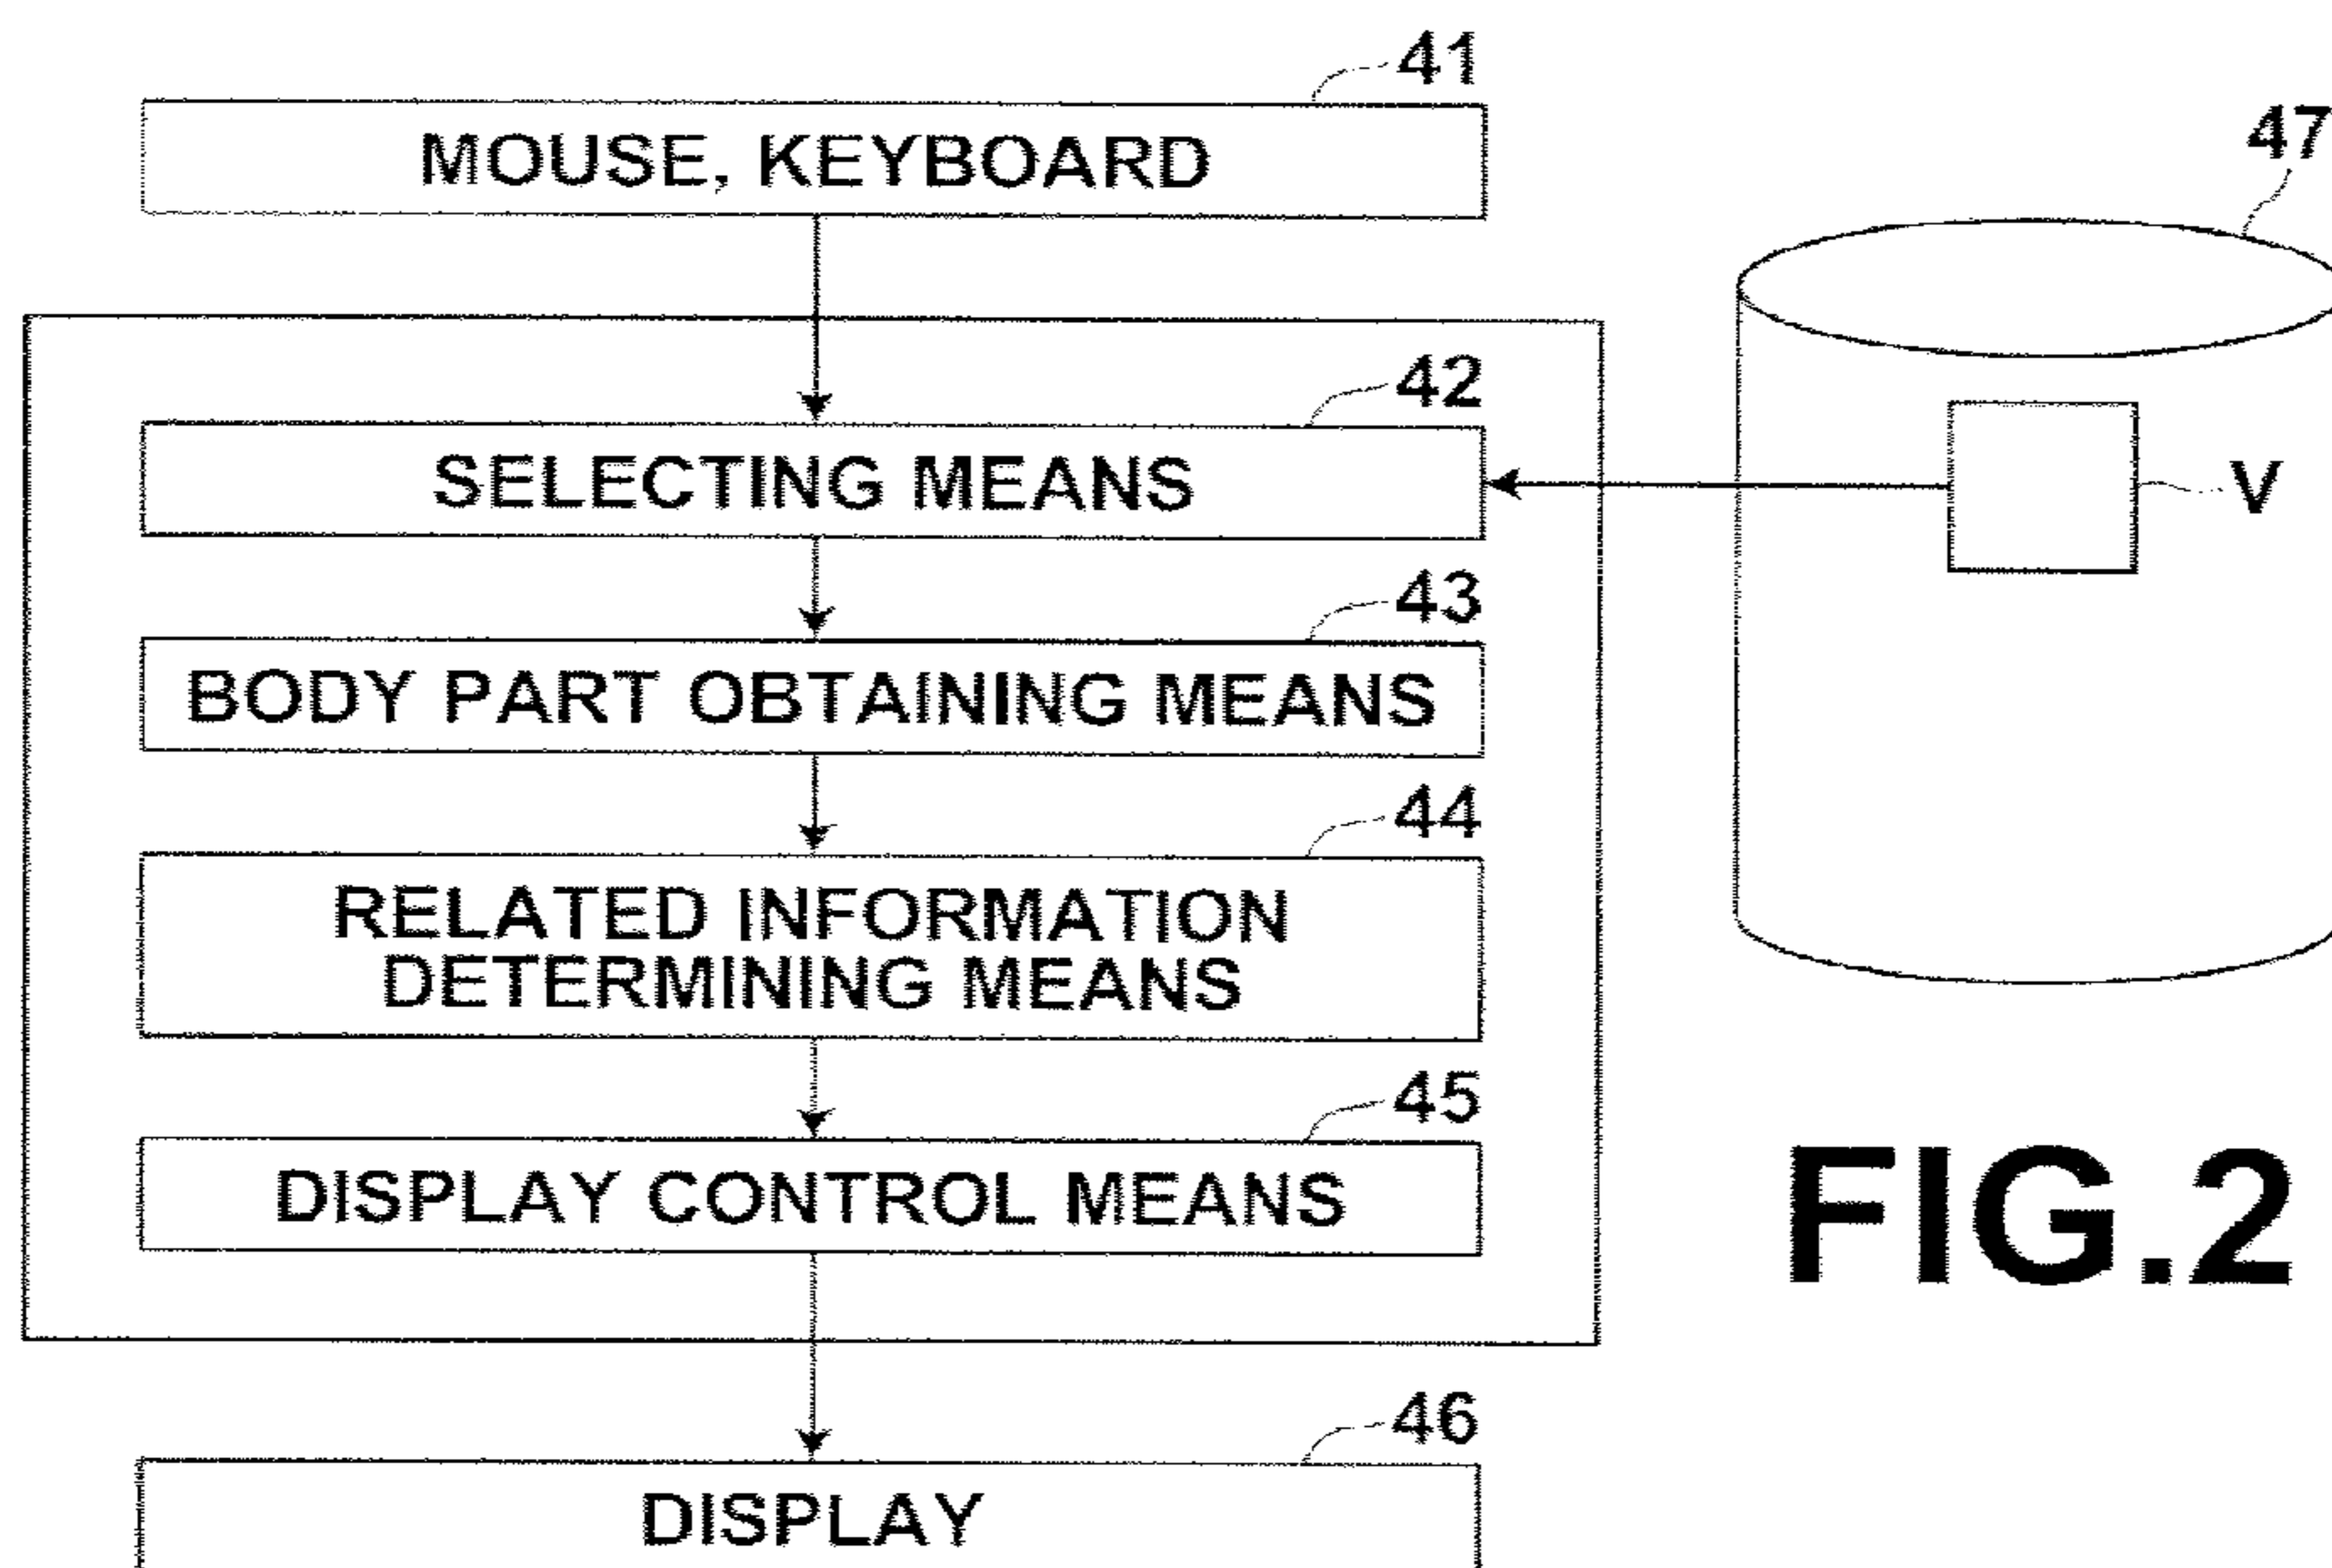 41
MOUSE, KEYBOARD
47
42
SELECTING MEANS
V
43
BODY PART OBTAINING MEANS
44
RELATED INFORMATION
DETERMINING MEANS
45
DISPLAY CONTROL MEANS
FIG.2
46
DISPLAY